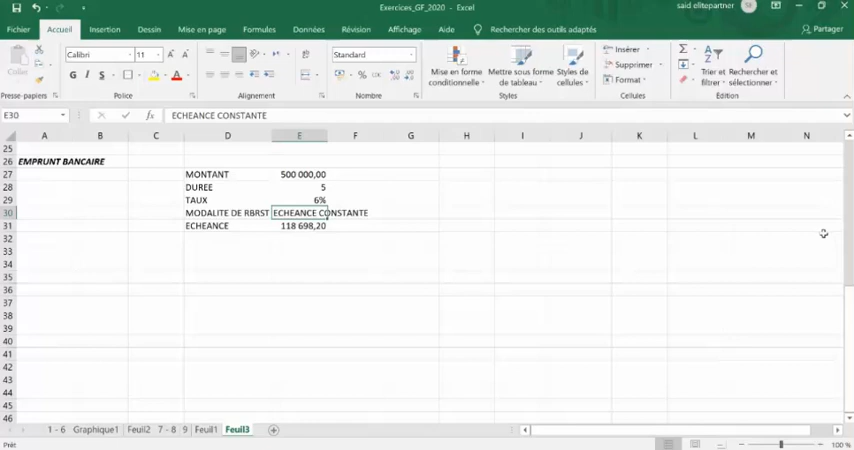 Exercices_GF_2020 - Excel
said elitepartner
SE
Fichier Accueil Insertion Dessin Mise en page Formules Données Révision Affichage Aide Rechercher des outils adaptés Partager
Calibri 11 Standard
Coller
G I S
% 000
Mise en forme conditionnelle
Mettre sous forme de tableau
Styles de cellules
Insérer
Supprimer
Format
Trier et filtrer
Rechercher et sélectionner
Presse-papiers Police Alignement Nombre Styles Cellules Édition
E30 fx ECHEANCE CONSTANTE
A B C D E F G H I J K L M N
25
26 EMPRUNT BANCAIRE
27 MONTANT 500 000,00
28 DUREE 5
29 TAUX 6%
30 MODALITE DE RBRST ECHEANCE CONSTANTE
31 ECHEANCE 118 698,20
32
33
34
35
36
37
38
39
40
41
42
43
44
45
46
1 - 6 Graphique1 Feuil2 7 - 8 9 Feuil1 Feuil3
Prêt
100 %